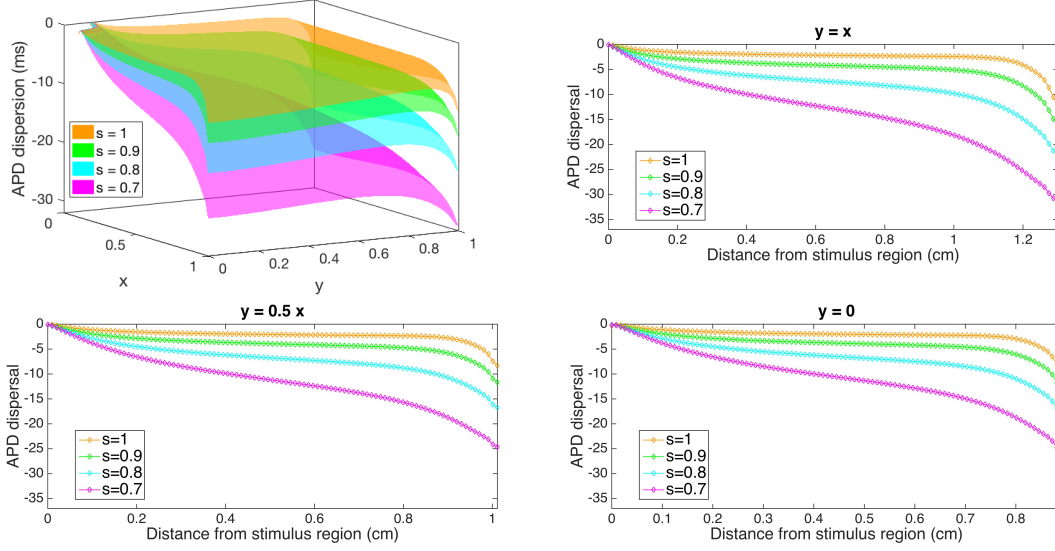 0
-10
-20
-30
APD dispersion (ms)
s = 1
s = 0.9
s = 0.8
s = 0.7
0
0.5
1
x
0
0.2
0.4
0.6
0.8
1
y
y = x
0
-5
-10
-15
-20
-25
-30
-35
APD dispersal
s=1
s=0.9
s=0.8
s=0.7
0
0.2
0.4
0.6
0.8
1
1.2
Distance from stimulus region (cm)
y = 0.5 x
0
-5
-10
-15
-20
-25
-30
-35
APD dispersal
s=1
s=0.9
s=0.8
s=0.7
0
0.2
0.4
0.6
0.8
1
Distance from stimulus region (cm)
y = 0
0
-5
-10
-15
-20
-25
-30
-35
APD dispersal
s=1
s=0.9
s=0.8
s=0.7
0
0.1
0.2
0.3
0.4
0.5
0.6
0.7
0.8
Distance from stimulus region (cm)